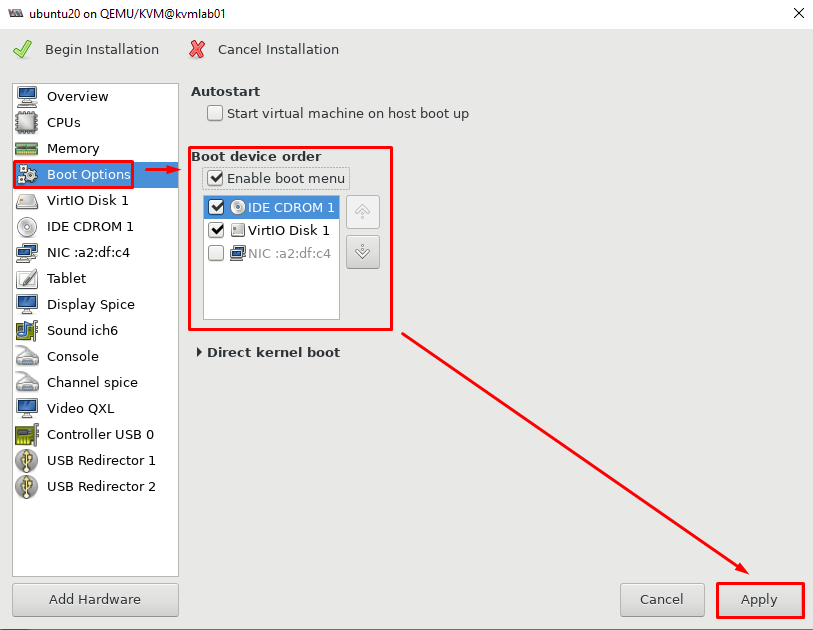 ubuntu20 on QEMU/KVM@kvmlab01
Begin Installation
Cancel Installation
Overview
CPUs
Memory
Boot Options
VirtIO Disk 1
IDE CDROM 1
NIC :a2:df:c4
Tablet
Display Spice
Sound ich6
Console
Channel spice
Video QXL
Controller USB 0
USB Redirector 1
USB Redirector 2
Add Hardware
Autostart
Start virtual machine on host boot up
Boot device order
Enable boot menu
IDE CDROM 1
VirtIO Disk 1
NIC :a2:df:c4
Direct kernel boot
Cancel
Apply